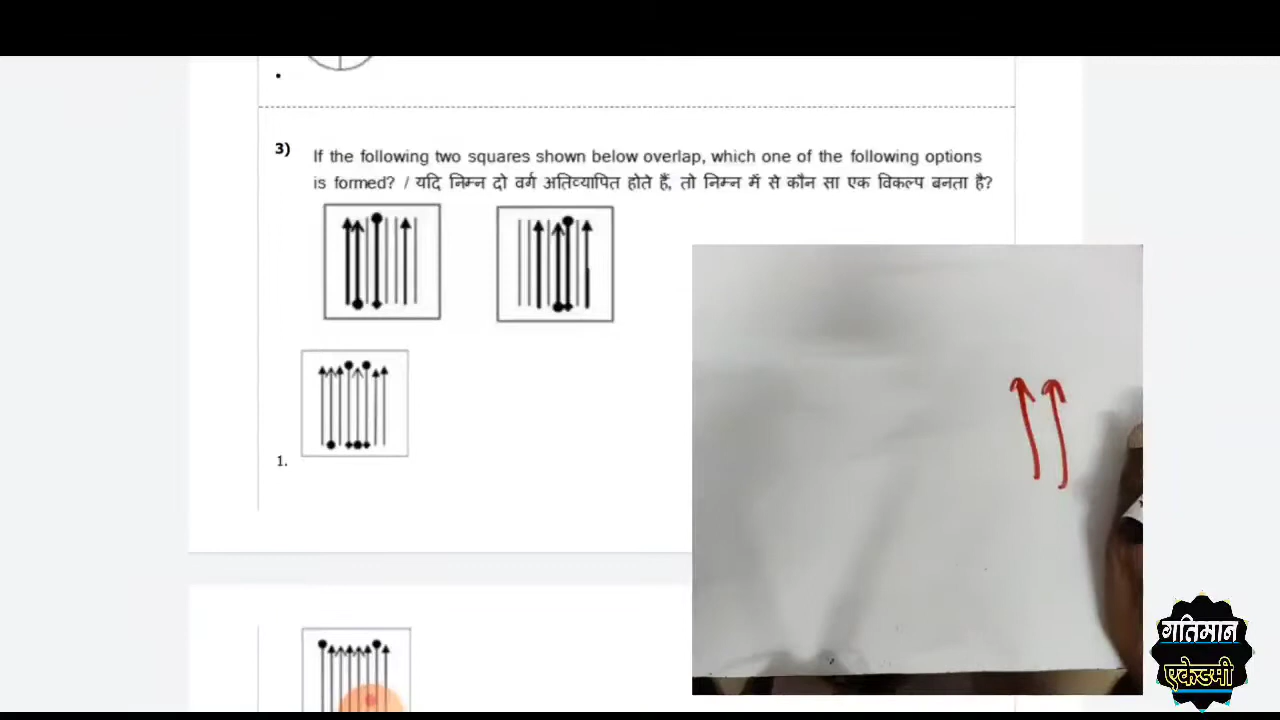 3) If the following two squares shown below overlap, which one of the following options
is formed? / यदि निम्न दो वर्ग अतिव्यापित होते हैं, तो निम्न में से कौन सा एक विकल्प बनता है?
1.
गतिमान
एकेडमी